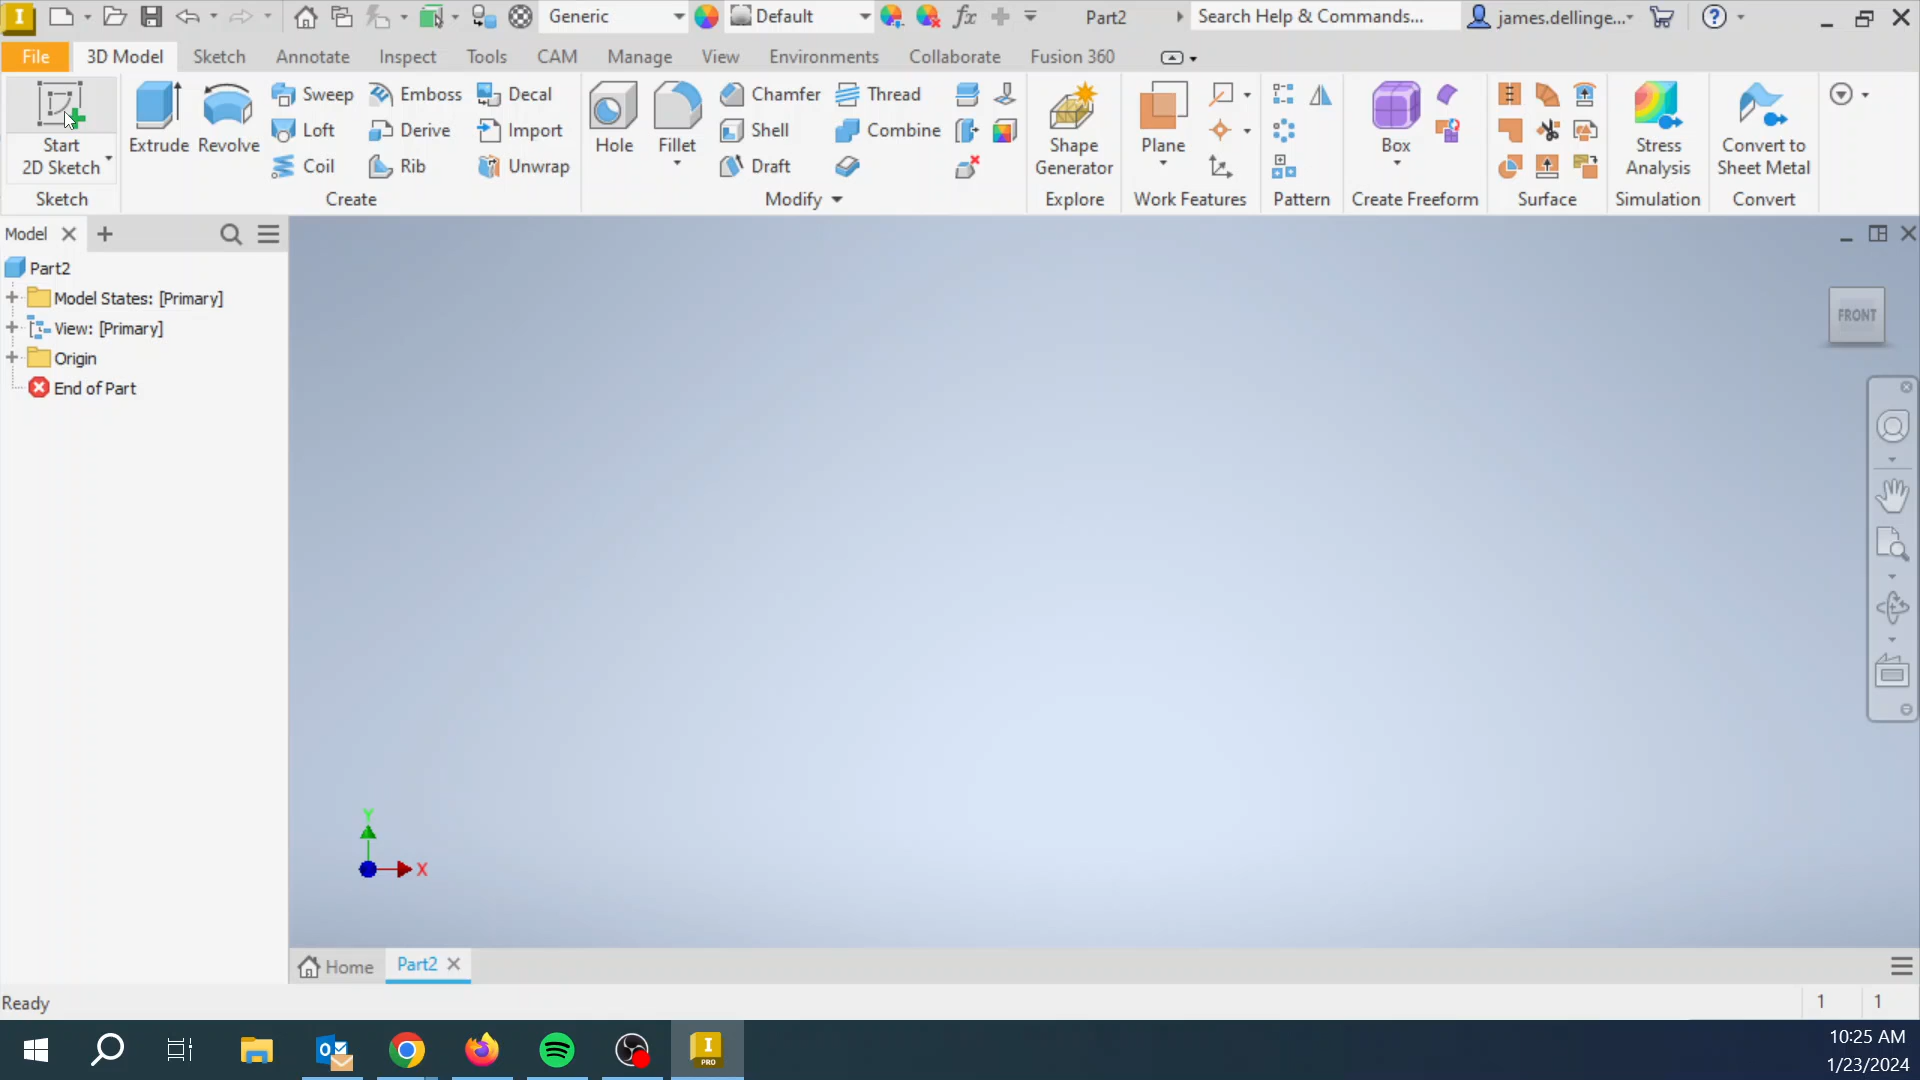 Generic
Default
Part2
Search Help & Commands...
james.dellinge...
File
3D Model
Sketch
Annotate
Inspect
Tools
CAM
Manage
View
Environments
Collaborate
Fusion 360
Start
2D Sketch
Sketch
Extrude
Revolve
Sweep
Emboss
Decal
Loft
Derive
Import
Coil
Rib
Unwrap
Create
Hole
Fillet
Chamfer
Thread
Shell
Combine
Draft
Modify
Shape
Generator
Explore
Plane
Work Features
Pattern
Box
Create Freeform
Surface
Stress
Analysis
Simulation
Convert to
Sheet Metal
Convert
Model
Part2
Model States: [Primary]
View: [Primary]
Origin
End of Part
FRONT
Y
X
Home
Part2
Ready
1
1
I
PRO
10:25 AM
1/23/2024